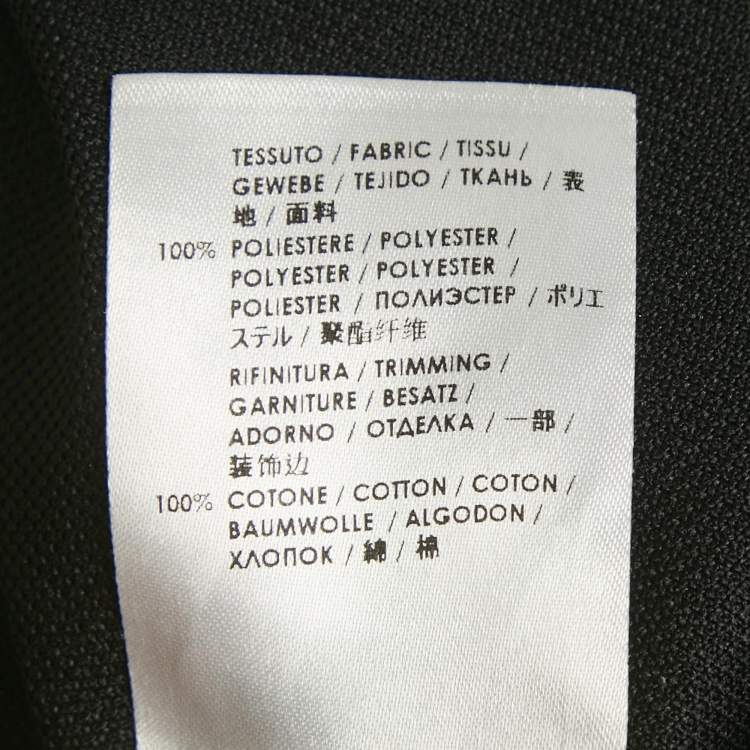 TESSUTO / FABRIC / TISSU /
GEWEBE / TEJIDO / ТКАНЬ / 表
地 / 面料
100% POLIESTERE / POLYESTER /
POLYESTER / POLYESTER /
POLIESTER / ПОЛИЭСТЕР / ポリエ
ステル / 聚酯纤维
RIFINITURA / TRIMMING /
GARNITURE / BESATZ /
ADORNO / ОТДЕЛКА / 一部 /
装饰边
100% COTONE / COTTON / COTON /
BAUMWOLLE / ALGODON /
ХЛОПОК / 綿 / 棉